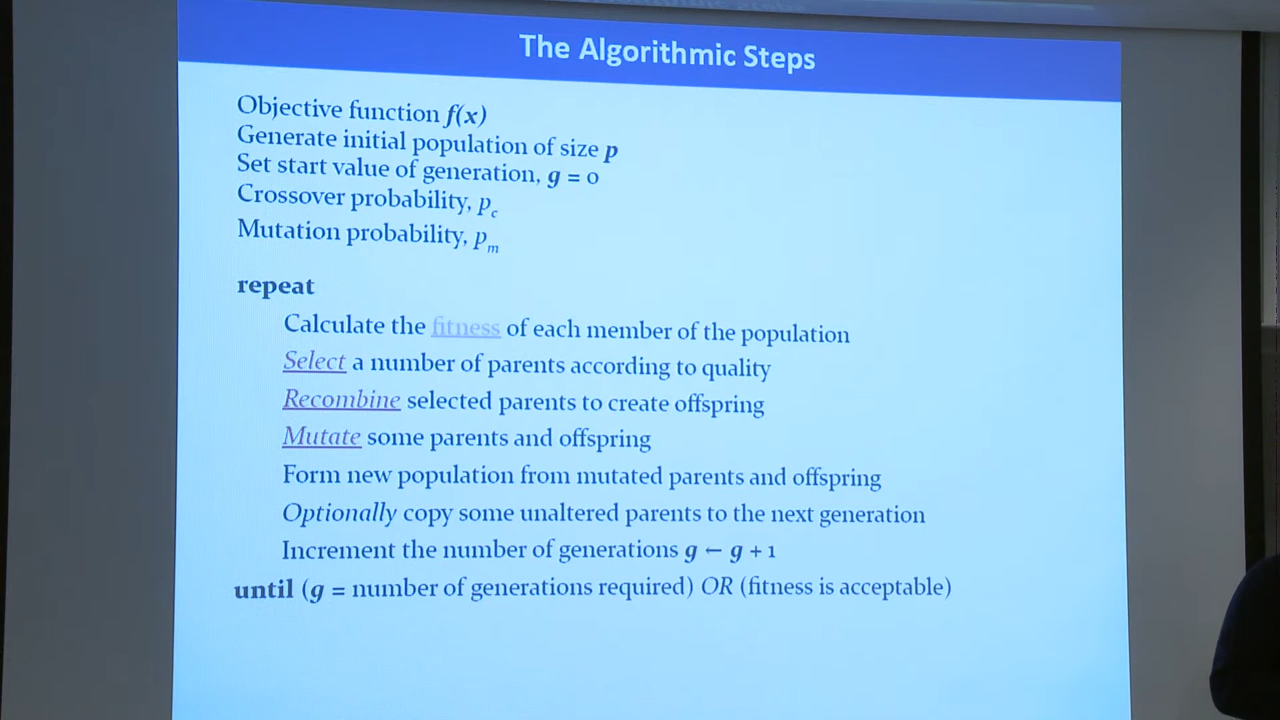 The Algorithmic Steps
Objective function f(x)
Generate initial population of size p
Set start value of generation, g = 0
Crossover probability, pc
Mutation probability, pm
repeat
Calculate the fitness of each member of the population
Select a number of parents according to quality
Recombine selected parents to create offspring
Mutate some parents and offspring
Form new population from mutated parents and offspring
Optionally copy some unaltered parents to the next generation
Increment the number of generations g ← g + 1
until (g = number of generations required) OR (fitness is acceptable)